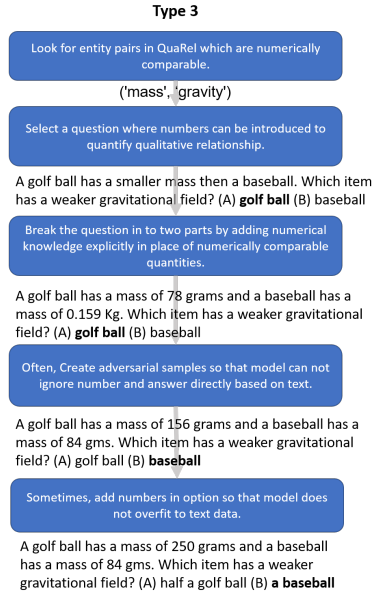 Type 3
Look for entity pairs in QuaRel which are numerically
comparable.
('mass', 'gravity')
Select a question where numbers can be introduced to
quantify qualitative relationship.
A golf ball has a smaller mass then a baseball. Which item
has a weaker gravitational field? (A) golf ball (B) baseball
Break the question in to two parts by adding numerical
knowledge explicitly in place of numerically comparable
quantities.
A golf ball has a mass of 78 grams and a baseball has a
mass of 0.159 Kg. Which item has a weaker gravitational
field? (A) golf ball (B) baseball
Often, Create adversarial samples so that model can not
ignore number and answer directly based on text.
A golf ball has a mass of 156 grams and a baseball has a
mass of 84 gms. Which item has a weaker gravitational
field? (A) golf ball (B) baseball
Sometimes, add numbers in option so that model does
not overfit to text data.
A golf ball has a mass of 250 grams and a baseball
has a mass of 84 gms. Which item has a weaker
gravitational field? (A) half a golf ball (B) a baseball